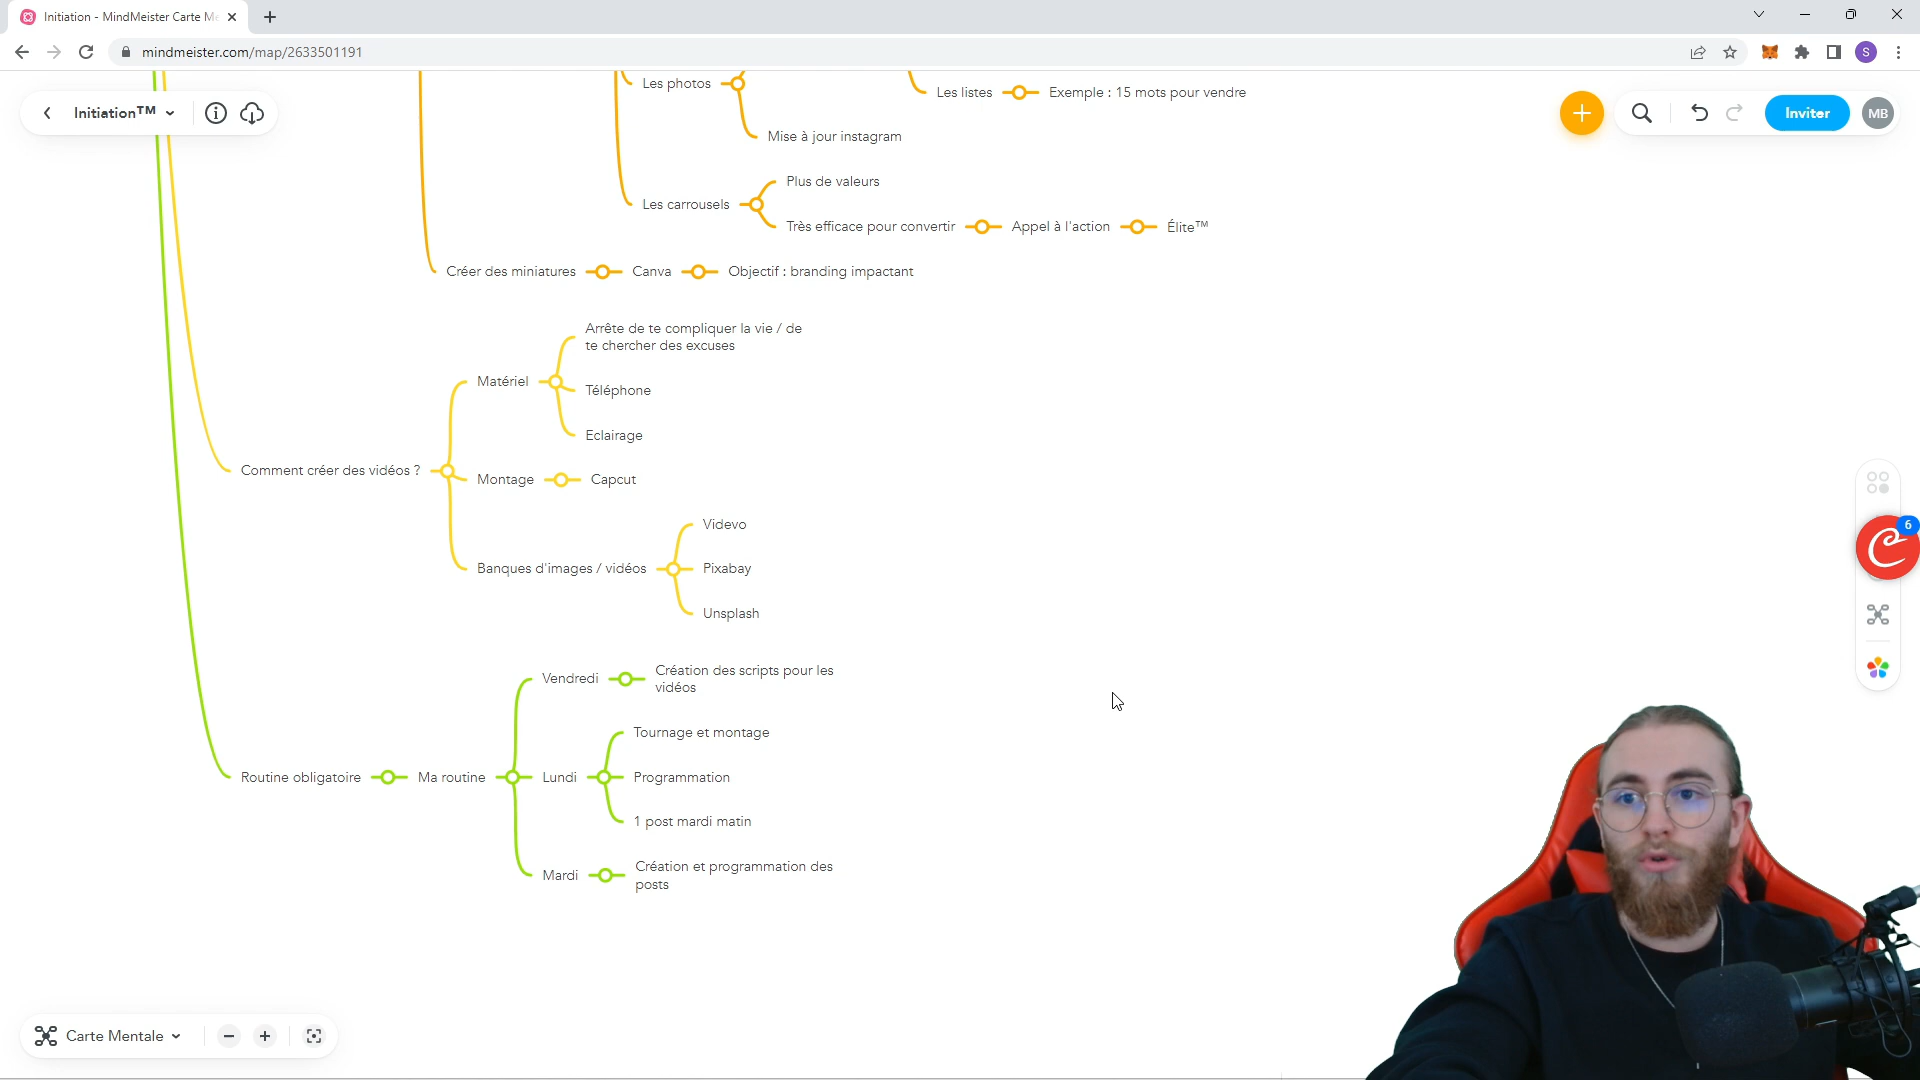 Initiation - MindMeister Carte Me
mindmeister.com/map/2633501191
S
Initiation™
Inviter
MB
Les photos
Les listes
Exemple : 15 mots pour vendre
Mise à jour instagram
Plus de valeurs
Les carrousels
Très efficace pour convertir
Appel à l'action
Élite™
Créer des miniatures
Canva
Objectif : branding impactant
Arrête de te compliquer la vie / de
te chercher des excuses
Matériel
Téléphone
Eclairage
Comment créer des vidéos ?
Montage
Capcut
6
Videvo
Banques d'images / vidéos
Pixabay
Unsplash
Vendredi
Création des scripts pour les
vidéos
Tournage et montage
Routine obligatoire
Ma routine
Lundi
Programmation
1 post mardi matin
Mardi
Création et programmation des
posts
Carte Mentale